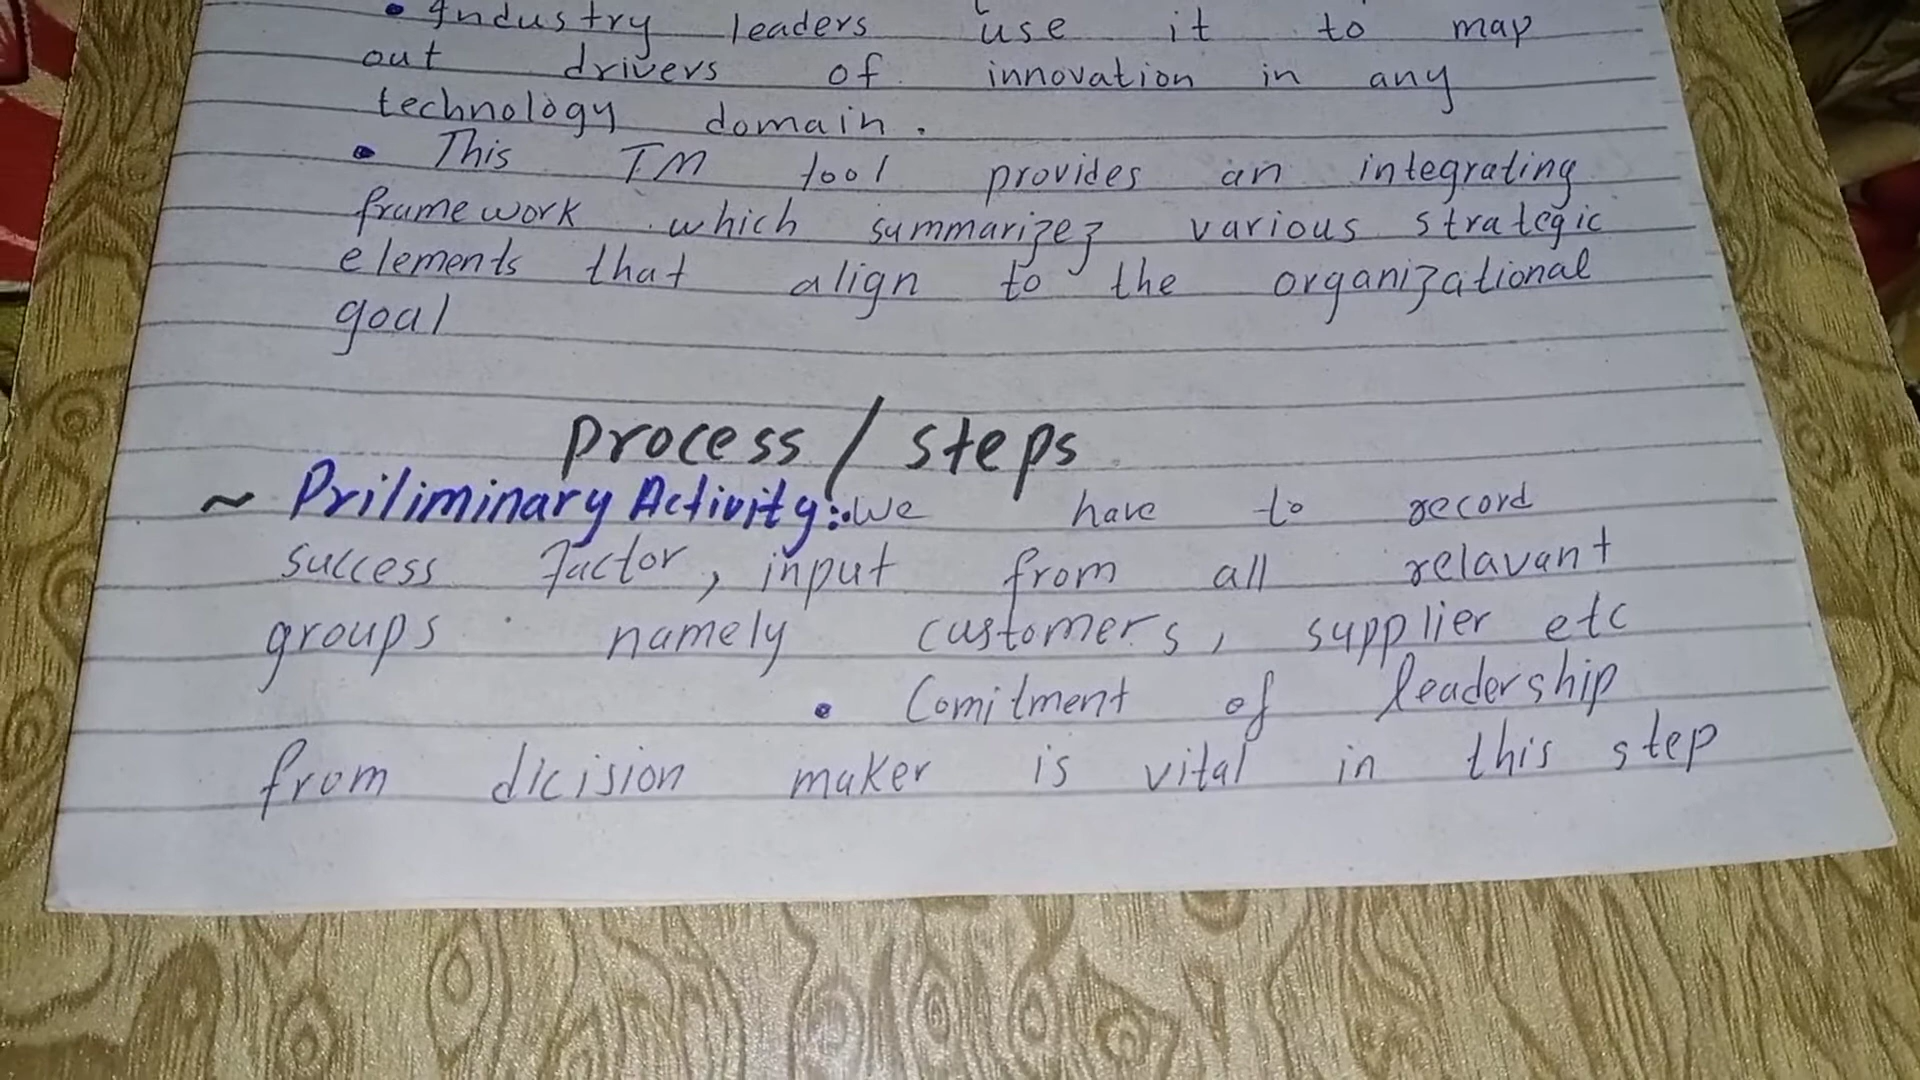 • Industry leaders use it to map
out drivers of innovation in any
technology domain.
• This TM tool provides an integrating
framework which summarizez various strategic
elements that align to the organizational
goal
Process / steps
~ Priliminary Activity:. We have to record
success factor, input from all relavant
groups namely customers, supplier etc
• Comitment of leadership
from dicision maker is vital in this step